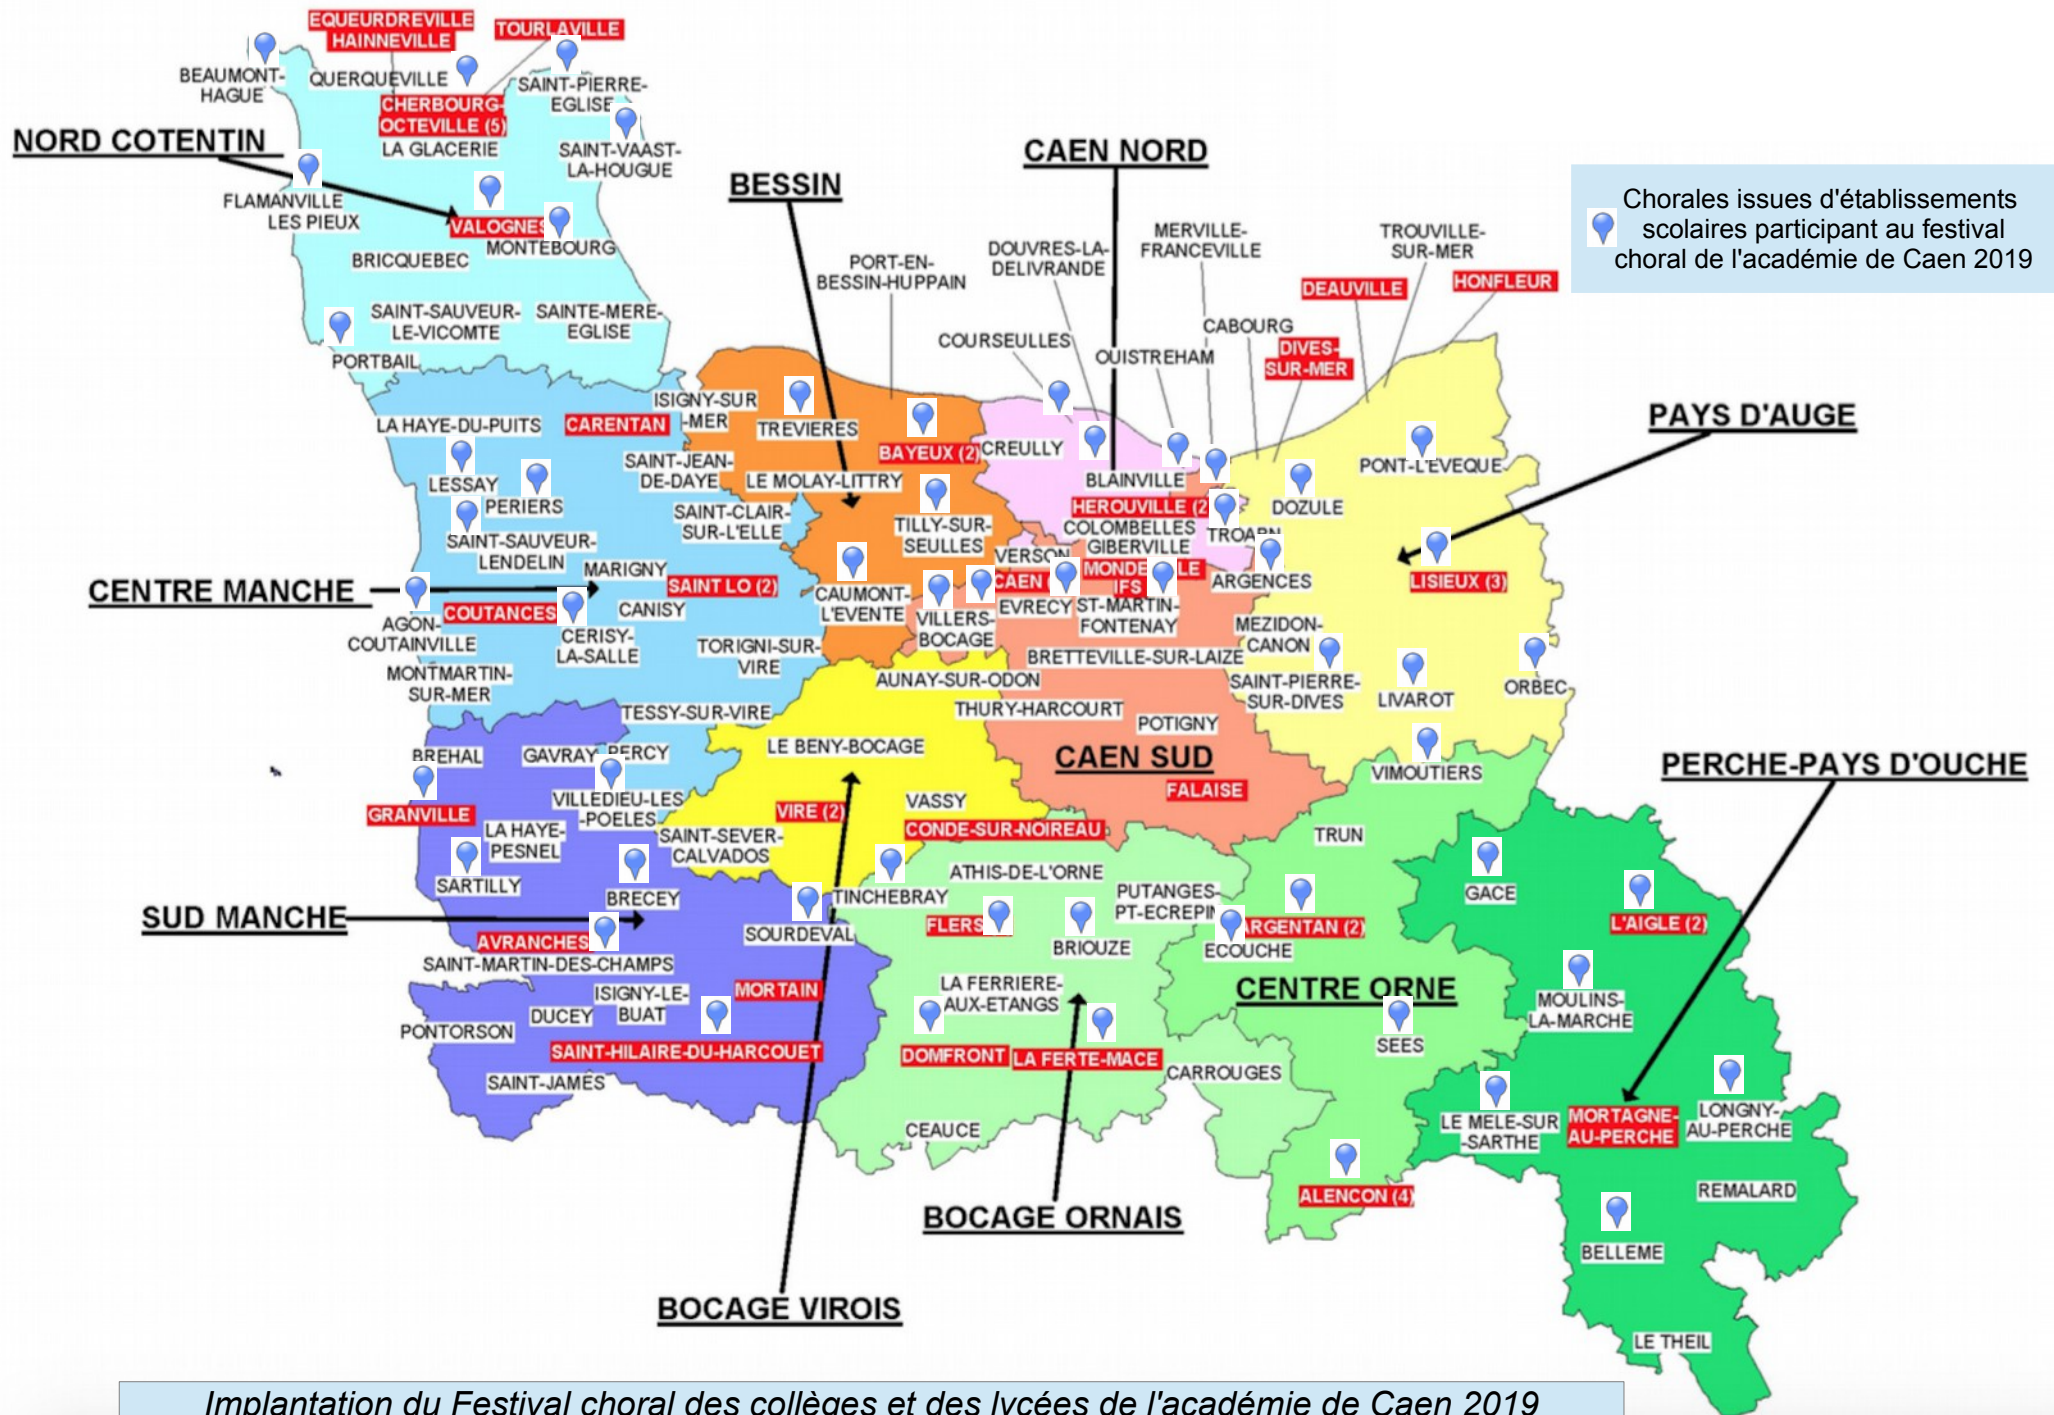 EQUEURDREVILLE
HAINNEVILLE
TOURLAVILLE
BEAUMONT-
HAGUE
QUERQUEVILLE
SAINT-PIERRE-
EGLISE
CHERBOURG-
OCTEVILLE (5)
LA GLACERIE
SAINT-VAAST-
LA-HOUGUE
NORD COTENTIN
FLAMANVILLE
LES PIEUX
VALOGNES
MONTEBOURG
BRICQUEBEC
SAINT-SAUVEUR-
LE-VICOMTE
SAINTE-MERE-
EGLISE
PORTBAIL
BESSIN
CAEN NORD
Chorales issues d'établissements
scolaires participant au festival
choral de l'académie de Caen 2019
PORT-EN-
BESSIN-HUPPAIN
DOUVRES-LA-
DELIVRANDE
MERVILLE-
FRANCEVILLE
TROUVILLE-
SUR-MER
DEAUVILLE
HONFLEUR
COURSEULLES
OUISTREHAM
CABOURG
DIVES-
SUR-MER
PAYS D'AUGE
LA HAYE-DU-PUITS
CARENTAN
ISIGNY-SUR
-MER
TREVIERES
BAYEUX (2)
CREULLY
LESSAY
PERIERS
SAINT-JEAN-
DE-DAYE
LE MOLAY-LITTRY
BLAINVILLE
PONT-L'EVEQUE
SAINT-CLAIR-
SUR-L'ELLE
TILLY-SUR-
SEULLES
HEROUVILLE (2
COLOMBELLES
GIBERVILLE
TROARN
DOZULE
SAINT-SAUVEUR-
LENDELIN
MARIGNY
SAINT LO (2)
VERSON
CAEN (
MONDE LE
IFS
ARGENCES
LISIEUX (3)
CENTRE MANCHE
COUTANCES
CANISY
CAUMONT-
L'EVENTE
VILLERS-
BOCAGE
EVRECY
ST-MARTIN-
FONTENAY
AGON-
COUTAINVILLE
CERISY-
LA-SALLE
TORIGNI-SUR-
VIRE
BRETTEVILLE-SUR-LAIZE
MEZIDON-
CANON
MONTMARTIN-
SUR-MER
AUNAY-SUR-ODON
SAINT-PIERRE-
SUR-DIVES
LIVAROT
ORBEC
TESSY-SUR-VIRE
THURY-HARCOURT
POTIGNY
BREHAL
GAVRAY
PERCY
LE BENY-BOCAGE
CAEN SUD
VIMOUTIERS
PERCHE-PAYS D'OUCHE
GRANVILLE
VILLEDIEU-LES
-POELES
VIRE (2)
VASSY
FALAISE
LA HAYE-
PESNEL
SAINT-SEVER-
CALVADOS
CONDE-SUR-NOIREAU
TRUN
SARTILLY
BRECEY
TINCHEBRAY
ATHIS-DE-L'ORNE
PUTANGES-
PT-ECREPIN
GACE
SUD MANCHE
AVRANCHES
SOURDEVAL
FLERS
BRIOUZE
ECOUCHE
ARGENTAN (2)
L'AIGLE (2)
SAINT-MARTIN-DES-CHAMPS
MORTAIN
LA FERRIERE-
AUX-ETANGS
CENTRE ORNE
MOULINS-
LA-MARCHE
PONTORSON
DUCEY
ISIGNY-LE-
BUAT
SAINT-HILAIRE-DU-HARCOUET
DOMFRONT
LA FERTE-MACE
SEES
SAINT-JAMES
CARROUGES
CEAUCE
LE MELE-SUR
-SARTHE
MORTAGNE-
AU-PERCHE
LONGNY-
AU-PERCHE
ALENCON (4)
REMALARD
BOCAGE ORNAIS
BELLEME
BOCAGE VIROIS
LE THEIL
Implantation du Festival choral des collèges et des lycées de l'académie de Caen 2019